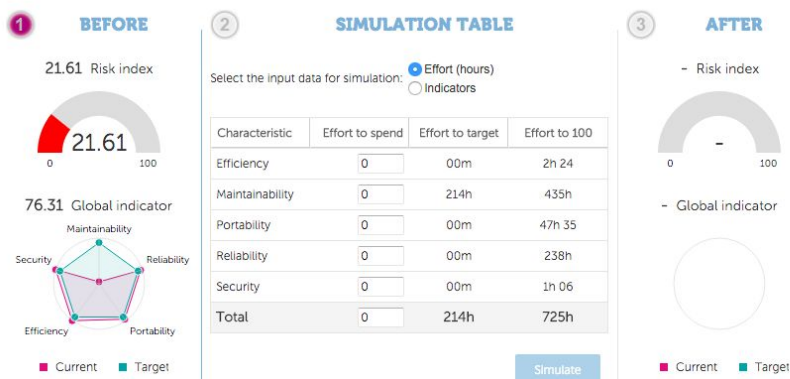 1 BEFORE
21.61 Risk index
21.61
0 100
76.31 Global indicator
Maintainability
Security Reliability
Efficiency Portability
Current Target
2 SIMULATION TABLE
Select the input data for simulation: Effort (hours)
Indicators
Characteristic Effort to spend Effort to target Effort to 100
Efficiency 0 00m 2h 24
Maintainability 0 214h 435h
Portability 0 00m 47h 35
Reliability 0 00m 238h
Security 0 00m 1h 06
Total 0 214h 725h
Simulate
3 AFTER
- Risk index
-
0 100
- Global indicator
Current Target